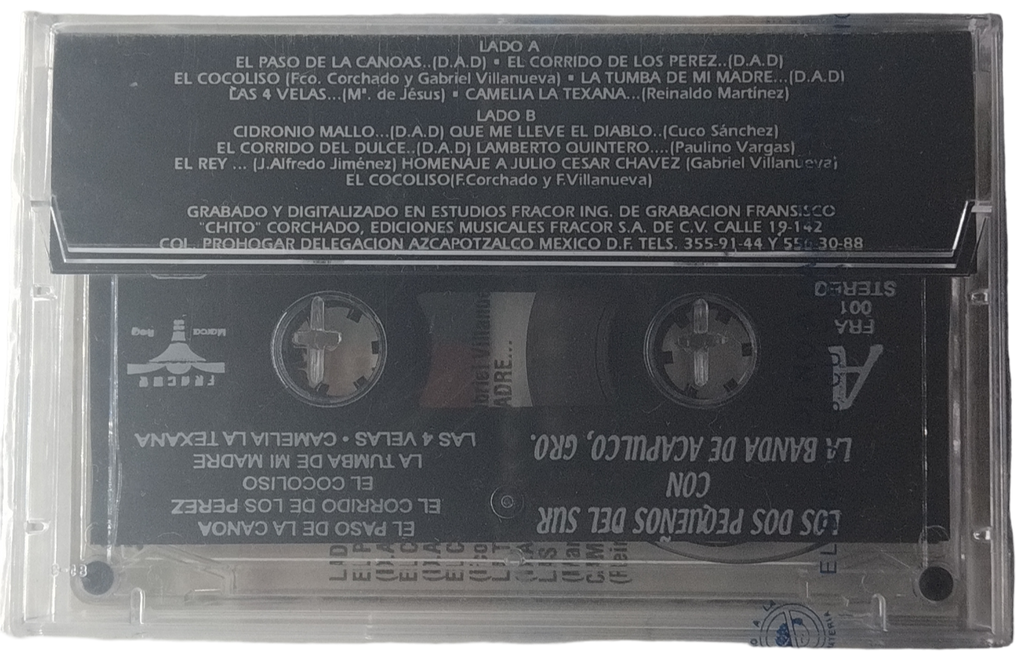 LADO A
EL PASO DE LA CANOAS..(D.A.D) • EL CORRIDO DE LOS PEREZ..(D.A.D)
EL COCOLISO (Fco. Corchado y Gabriel Villanueva) • LA TUMBA DE MI MADRE...(D.A.D)
LAS 4 VELAS...(Mª. de Jésus) • CAMELIA LA TEXANA...(Reinaldo Martínez)
LADO B
CIDRONIO MALLO...(D.A.D) QUE ME LLEVE EL DIABLO..(Cuco Sánchez)
EL CORRIDO DEL DULCE..(D.A.D) LAMBERTO QUINTERO....(Paulino Vargas)
EL REY ... (J.Alfredo Jiménez) HOMENAJE A JULIO CESAR CHAVEZ (Gabriel Villanueva)
EL COCOLISO(F.Corchado y F.Villanueva)
GRABADO Y DIGITALIZADO EN ESTUDIOS FRACOR ING. DE GRABACION FRANSISCO
"CHITO" CORCHADO, EDICIONES MUSICALES FRACOR S.A. DE C.V. CALLE 19-142
COL. PROHOGAR DELEGACION AZCAPOTZALCO MEXICO D.F. TELS. 355-91-44 Y 556-30-88
A
FRA
001
STEREO
FRACOR
Marca
Reg
LOS DOS PEQUEÑOS DEL SUR
CON
LA BANDA DE ACAPULCO, GRO.
EL PASO DE LA CANOA
EL CORRIDO DE LOS PEREZ
EL COCOLISO
LA TUMBA DE MI MADRE
LAS 4 VELAS • CAMELIA LA TEXANA
briel Villanue
ADRE...